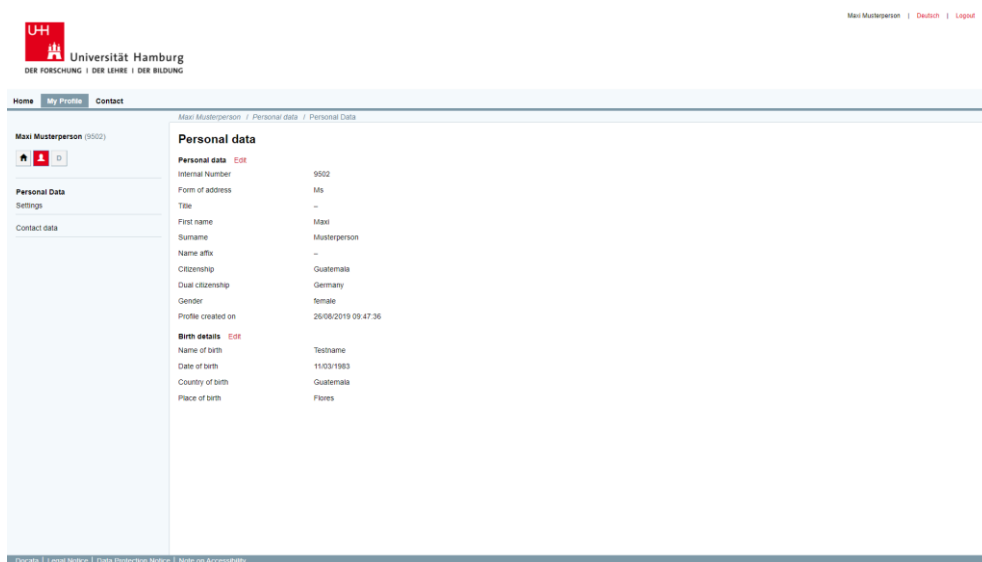 Maxi Musterperson | Deutsch | Logout
UHH
Universität Hamburg
DER FORSCHUNG | DER LEHRE | DER BILDUNG
Home My Profile Contact
Maxi Musterperson / Personal data / Personal Data
Maxi Musterperson (9502)
D
Personal Data
Settings
Contact data
Personal data
Personal data Edit
Internal Number 9502
Form of address Ms
Title –
First name Maxi
Surname Musterperson
Name affix –
Citizenship Guatemala
Dual citizenship Germany
Gender female
Profile created on 26/08/2019 09:47:36
Birth details Edit
Name of birth Testname
Date of birth 11/03/1983
Country of birth Guatemala
Place of birth Flores
Docata | Legal Notice | Data Protection Notice | Note on Accessibility